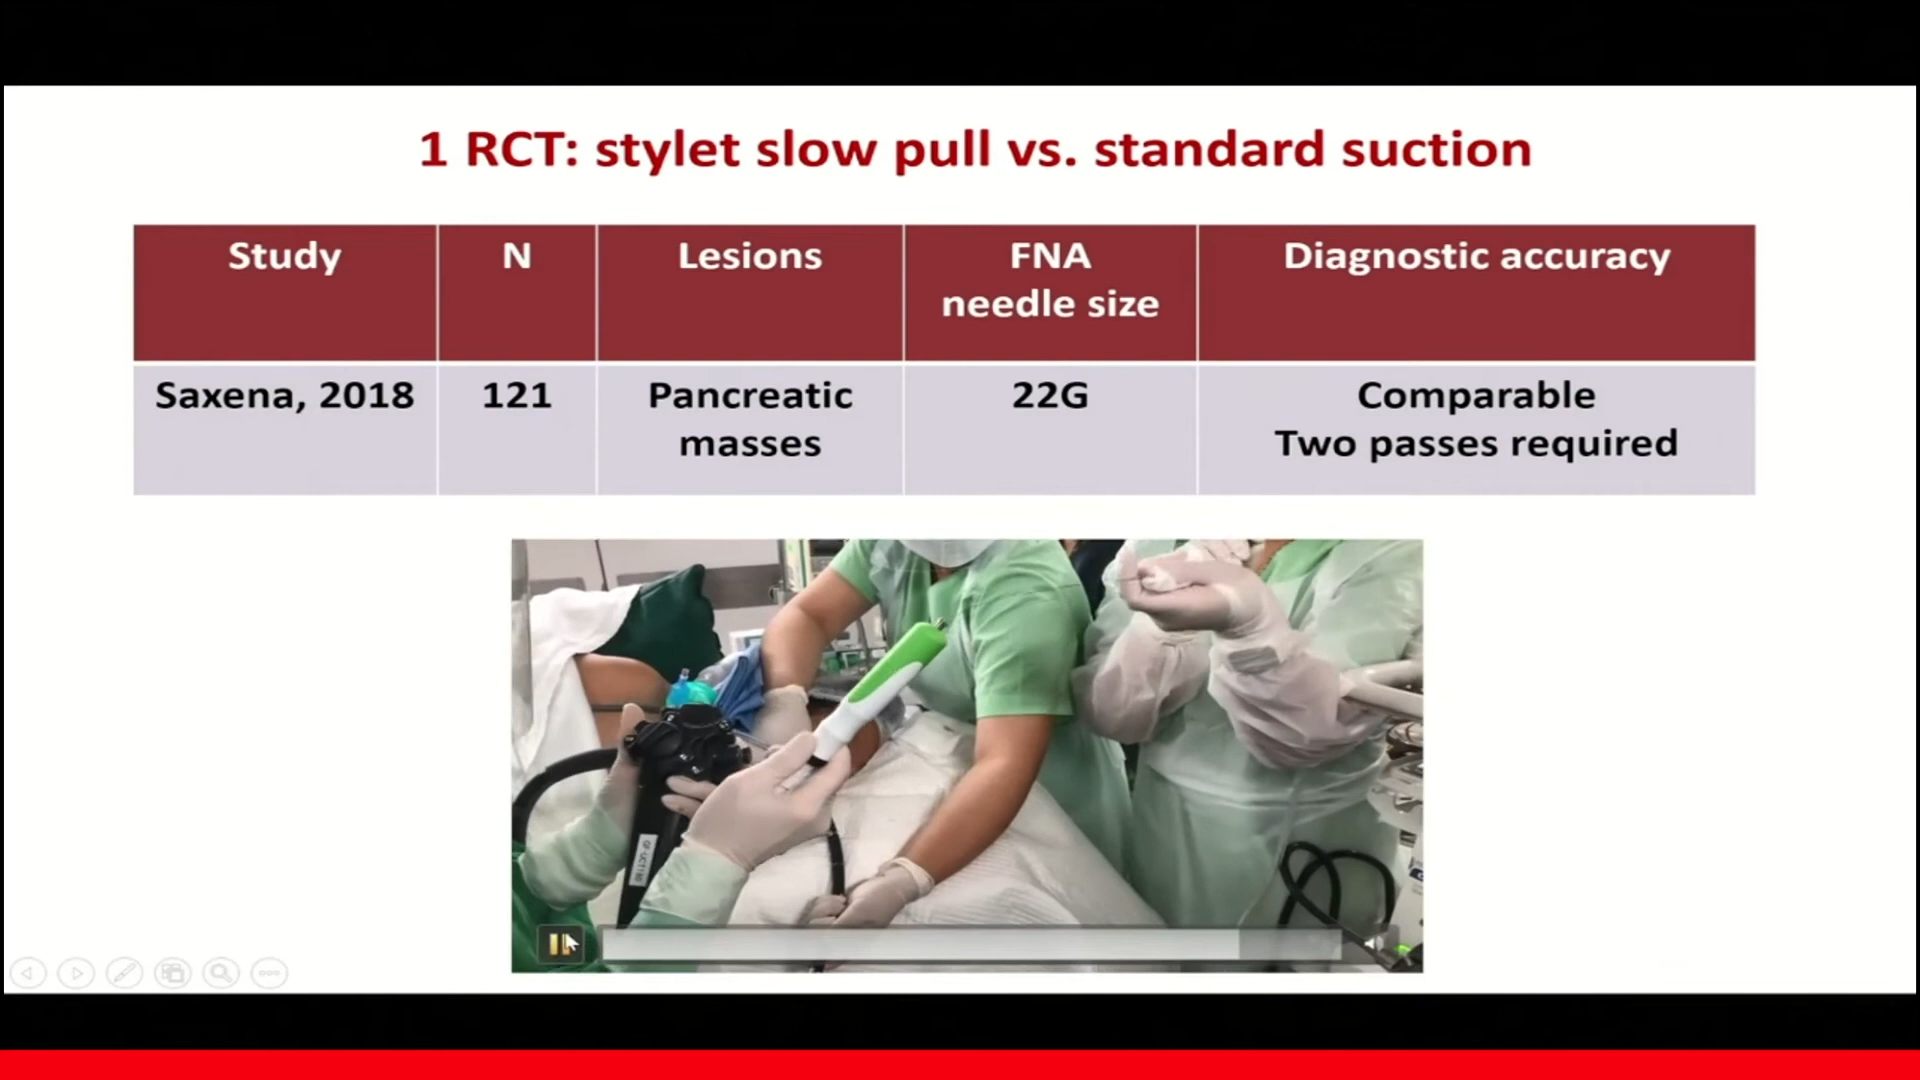 1 RCT: stylet slow pull vs. standard suction
Study
N
Lesions
FNA
needle size
Diagnostic accuracy
Saxena, 2018
121
Pancreatic
masses
22G
Comparable
Two passes required